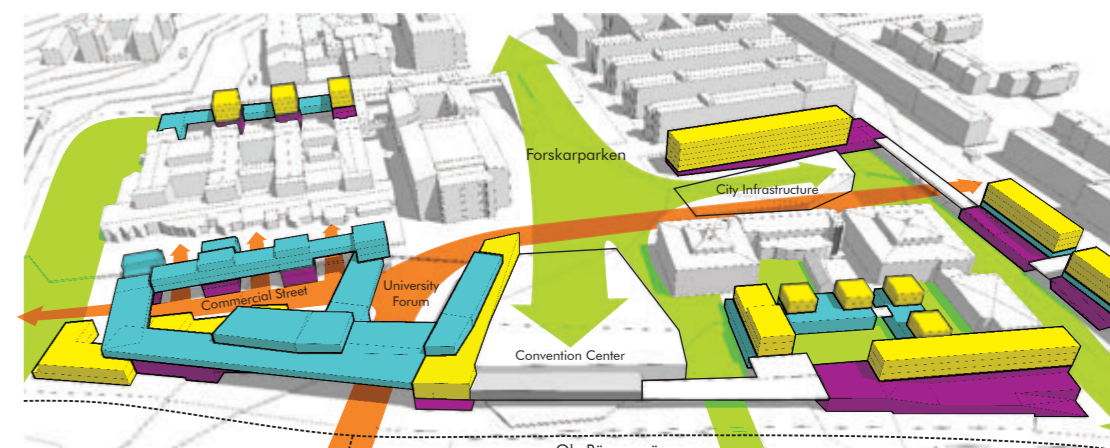 Forskarparken
City Infrastructure
Commercial Street
University
Forum
Convention Center